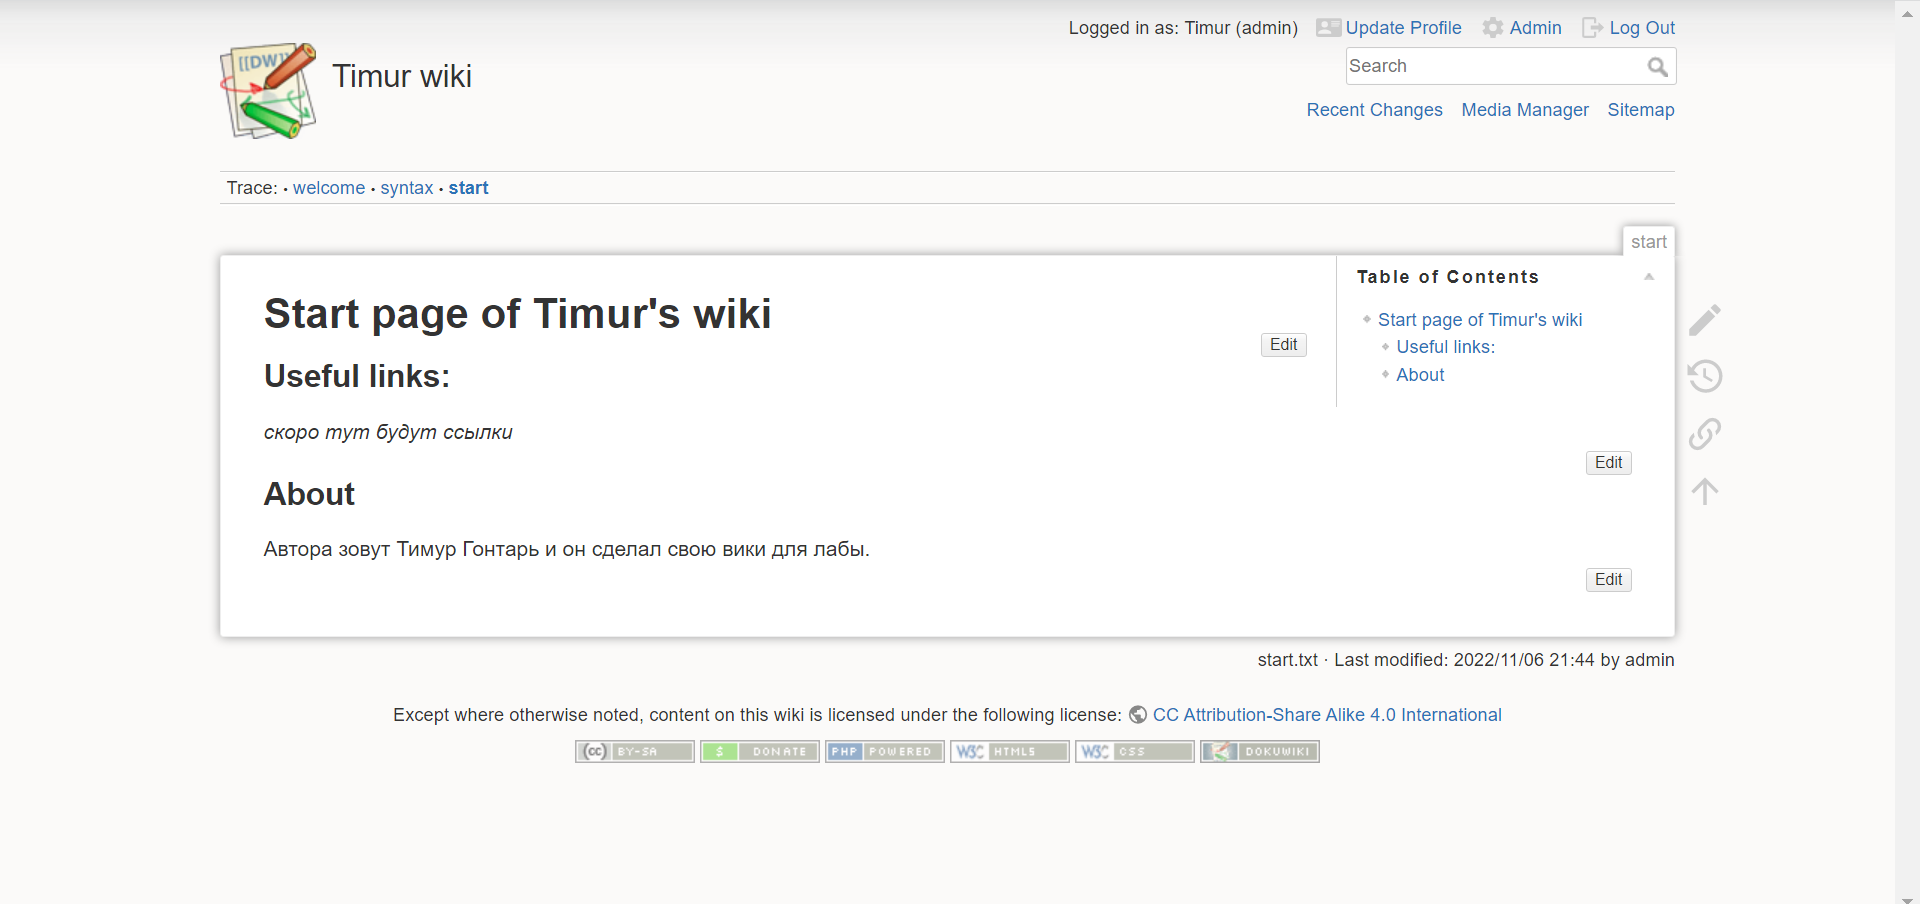 Logged in as: Timur (admin) Update Profile Admin Log Out
[[DW]]
Timur wiki
Search
Recent Changes Media Manager Sitemap
Trace: • welcome • syntax • start
start
Table of Contents
Start page of Timur's wiki
Useful links:
About
Start page of Timur's wiki
Edit
Useful links:
скоро тут будут ссылки
Edit
About
Автора зовут Тимур Гонтарь и он сделал свою вики для лабы.
Edit
start.txt · Last modified: 2022/11/06 21:44 by admin
Except where otherwise noted, content on this wiki is licensed under the following license: CC Attribution-Share Alike 4.0 International
(cc) BY-SA $ DONATE PHP POWERED W3C HTML5 W3C CSS DOKUWIKI